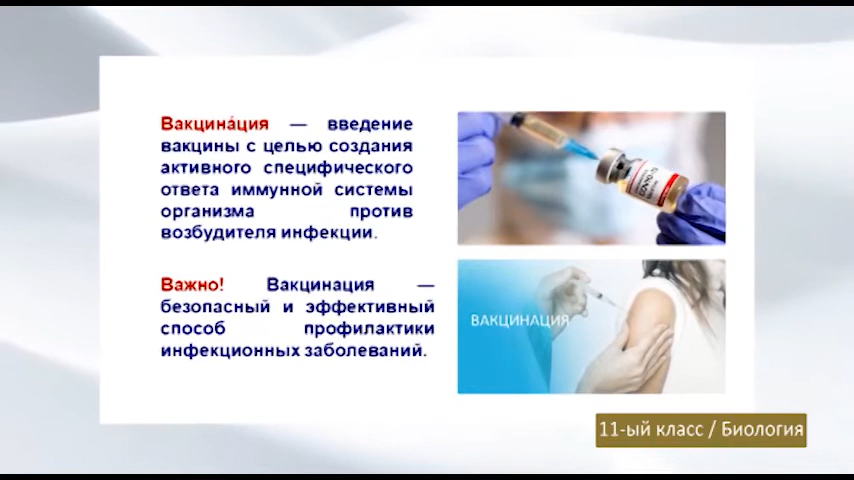 Вакцина́ция — введение
вакцины с целью создания
активного специфического
ответа иммунной системы
организма против
возбудителя инфекции.
Важно! Вакцинация —
безопасный и эффективный
способ профилактики
инфекционных заболеваний.
ВАКЦИНАЦИЯ
11-ый класс / Биология